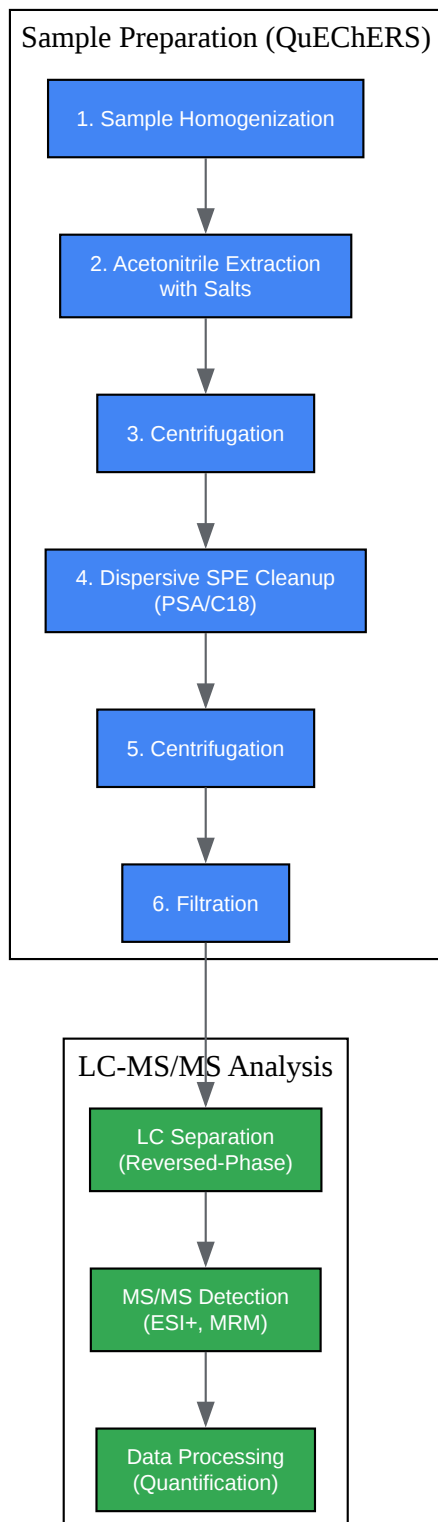 Sample Preparation (QuEChERS)
1. Sample Homogenization
2. Acetonitrile Extraction
with Salts
3. Centrifugation
4. Dispersive SPE Cleanup
(PSA/C18)
5. Centrifugation
6. Filtration
LC-MS/MS Analysis
LC Separation
(Reversed-Phase)
MS/MS Detection
(ESI+, MRM)
Data Processing
(Quantification)